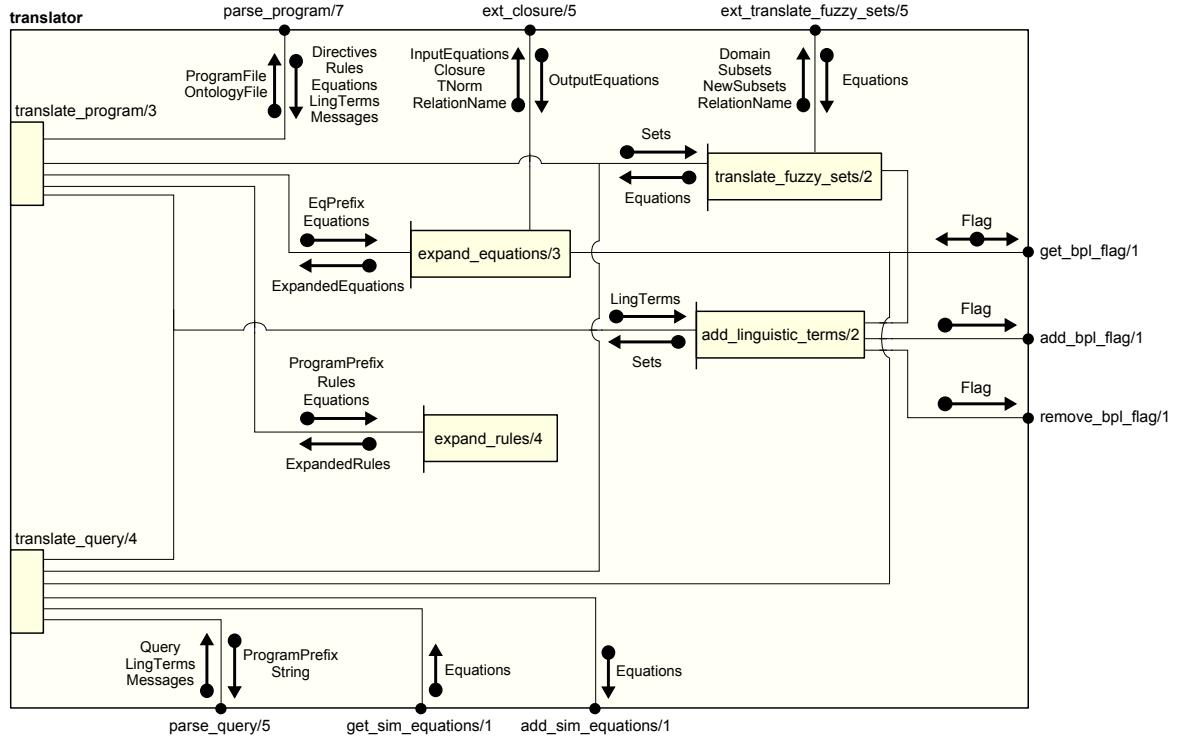 translator
parse_program/7
ext_closure/5
ext_translate_fuzzy_sets/5
ProgramFile
OntologyFile
Directives
Rules
Equations
LingTerms
Messages
InputEquations
Closure
TNorm
RelationName
OutputEquations
Domain
Subsets
NewSubsets
RelationName
Equations
translate_program/3
Sets
translate_fuzzy_sets/2
Equations
EqPrefix
Equations
expand_equations/3
ExpandedEquations
Flag
get_bpl_flag/1
LingTerms
add_linguistic_terms/2
Sets
Flag
add_bpl_flag/1
ProgramPrefix
Rules
Equations
expand_rules/4
ExpandedRules
Flag
remove_bpl_flag/1
translate_query/4
Query
LingTerms
Messages
ProgramPrefix
String
Equations
Equations
parse_query/5
get_sim_equations/1
add_sim_equations/1